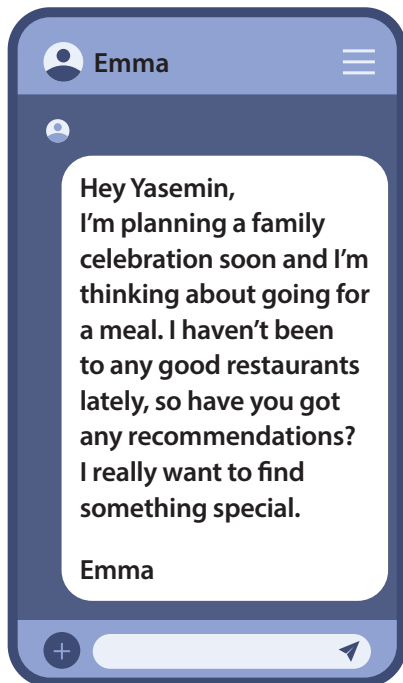 Emma
Hey Yasemin,
I'm planning a family
celebration soon and I'm
thinking about going for
a meal. I haven't been
to any good restaurants
lately, so have you got
any recommendations?
I really want to find
something special.
Emma